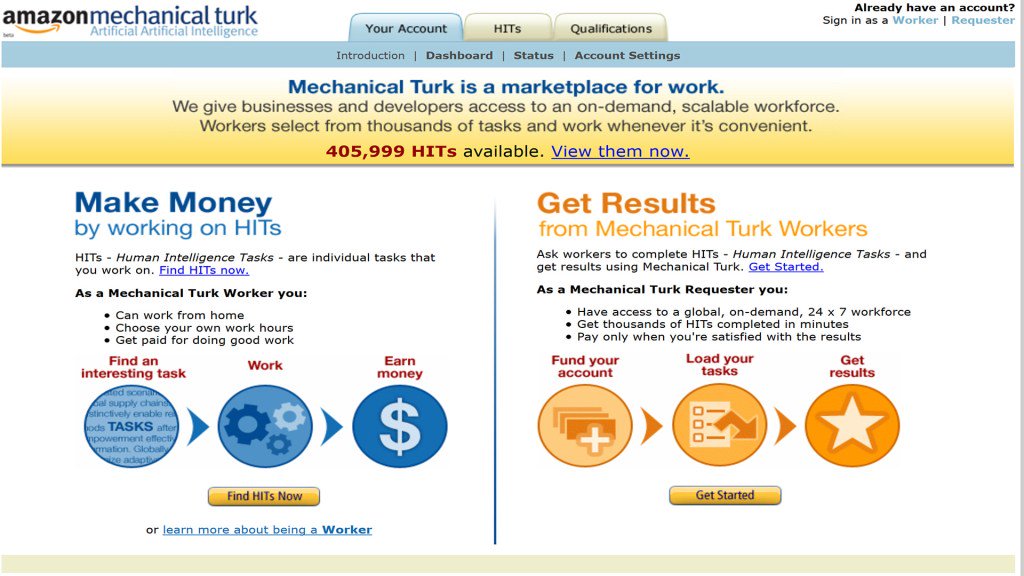 amazonmechanical turk
Artificial Artificial Intelligence
beta
Your Account
HITs
Qualifications
Already have an account?
Sign in as a Worker | Requester
Introduction | Dashboard | Status | Account Settings
Mechanical Turk is a marketplace for work.
We give businesses and developers access to an on-demand, scalable workforce.
Workers select from thousands of tasks and work whenever it's convenient.
405,999 HITs available. View them now.
Make Money
by working on HITs
HITs - Human Intelligence Tasks - are individual tasks that
you work on. Find HITs now.
As a Mechanical Turk Worker you:
• Can work from home
• Choose your own work hours
• Get paid for doing good work
Find an
interesting task
Work
Earn
money
TASKS after
$
Find HITs Now
or learn more about being a Worker
Get Results
from Mechanical Turk Workers
Ask workers to complete HITs - Human Intelligence Tasks - and
get results using Mechanical Turk. Get Started.
As a Mechanical Turk Requester you:
• Have access to a global, on-demand, 24 x 7 workforce
• Get thousands of HITs completed in minutes
• Pay only when you're satisfied with the results
Fund your
account
Load your
tasks
Get
results
Get Started